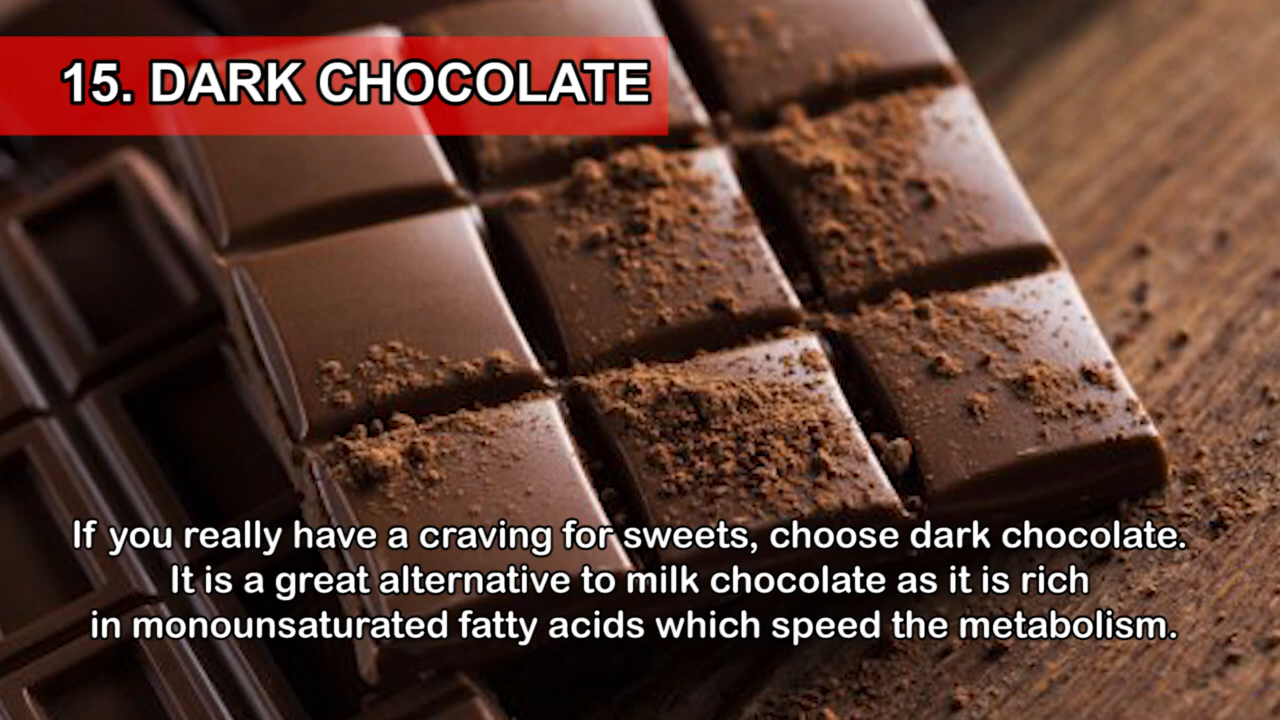 15. DARK CHOCOLATE
If you really have a craving for sweets, choose dark chocolate.
It is a great alternative to milk chocolate as it is rich
in monounsaturated fatty acids which speed the metabolism.